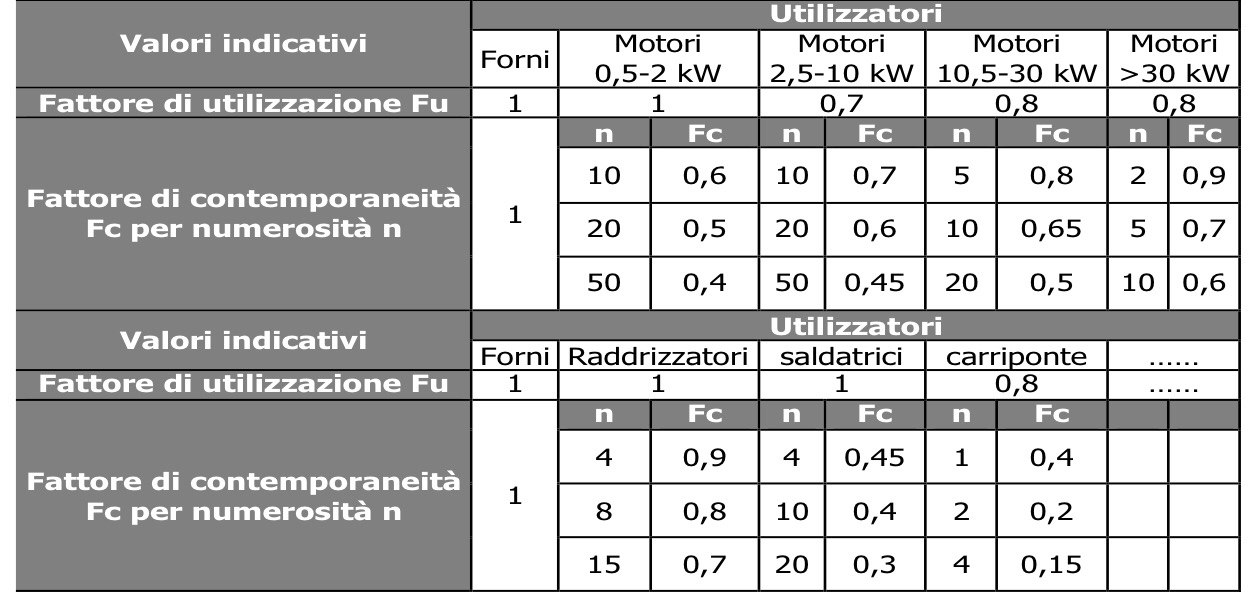 Utilizzatori
Valori indicativi
Forni
Motori
0,5-2 kW
Motori
2,5-10 kW
Motori
10,5-30 kW
Motori
>30 kW
Fattore di utilizzazione Fu 1 1 0,7 0,8 0,8
n Fc n Fc n Fc n Fc
Fattore di contemporaneità
Fc per numerosità n
1
10 0,6 10 0,7 5 0,8 2 0,9
20 0,5 20 0,6 10 0,65 5 0,7
50 0,4 50 0,45 20 0,5 10 0,6
Utilizzatori
Valori indicativi
Forni Raddrizzatori saldatrici carriponte ......
Fattore di utilizzazione Fu 1 1 1 0,8 ......
n Fc n Fc n Fc
Fattore di contemporaneità
Fc per numerosità n
1
4 0,9 4 0,45 1 0,4
8 0,8 10 0,4 2 0,2
15 0,7 20 0,3 4 0,15